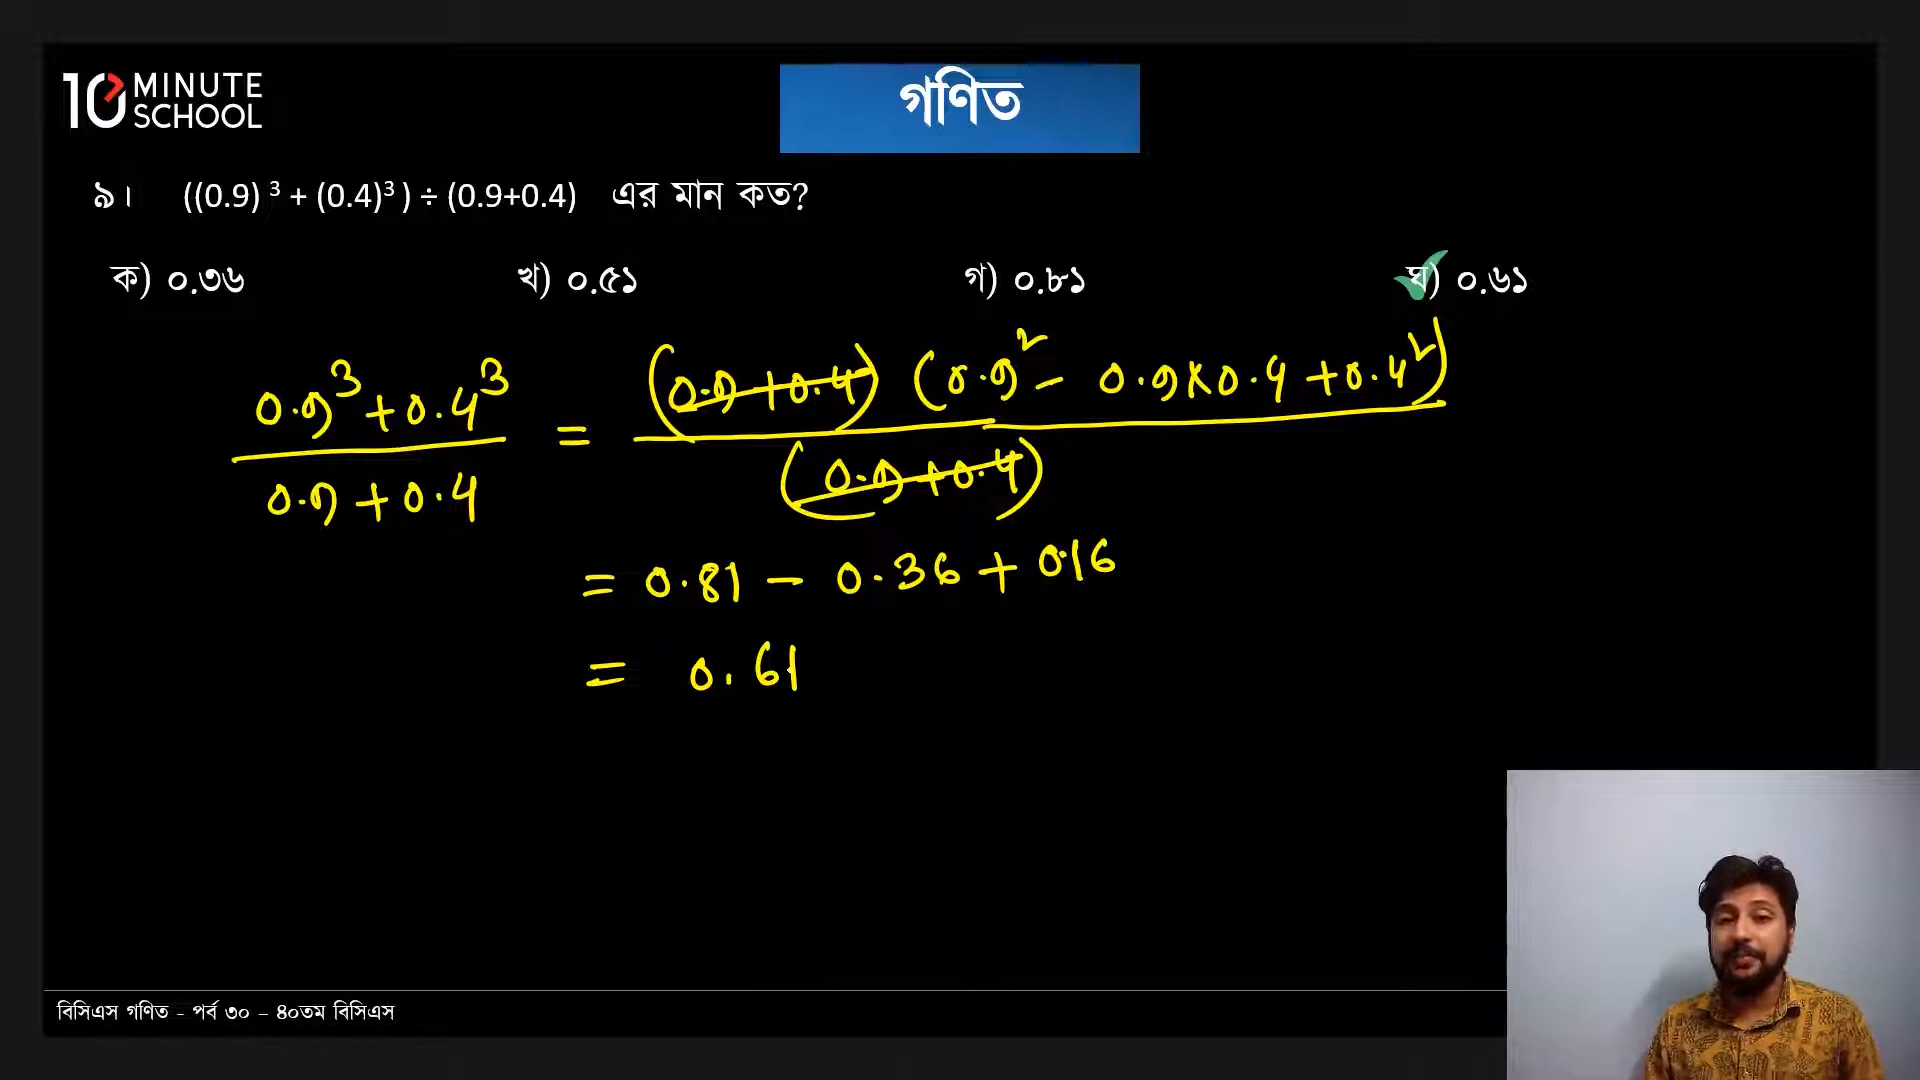 10 MINUTE SCHOOL
গণিত
৯। ((0.9) ³ + (0.4)³ ) ÷ (0.9+0.4) এর মান কত?
ক) ০.৩৬ খ) ০.৫১ গ) ০.৮১ ঘ) ০.৬১
0.9³+0.4³ / 0.9+0.4 = (0.9+0.4) (0.9² - 0.9×0.4+0.4²) / (0.9+0.4)
= 0.81 - 0.36 + 0.16
= 0.61
বিসিএস গণিত - পর্ব ৩০ – ৪০তম বিসিএস